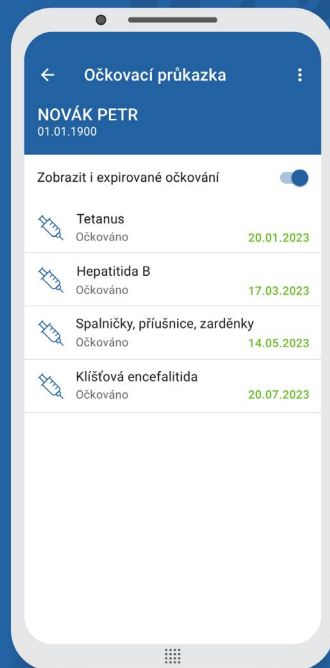 Očkovací průkazka
NOVÁK PETR
01.01.1900
Zobrazit i expirované očkování
Tetanus
Očkováno 20.01.2023
Hepatitida B
Očkováno 17.03.2023
Spalničky, příušnice, zarděnky
Očkováno 14.05.2023
Klíšťová encefalitida
Očkováno 20.07.2023